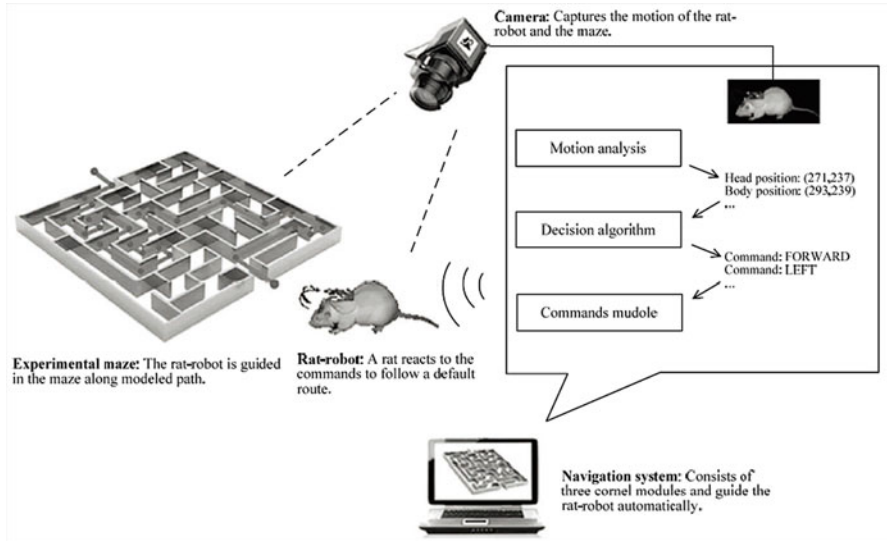 Camera: Captures the motion of the rat-
robot and the maze.
Motion analysis
Head position: (271,237)
Body position: (293,239)
...
Decision algorithm
Command: FORWARD
Command: LEFT
...
Commands mudole
Experimental maze: The rat-robot is guided
in the maze along modeled path.
Rat-robot: A rat reacts to the
commands to follow a default
route.
Navigation system: Consists of
three cornel modules and guide the
rat-robot automatically.